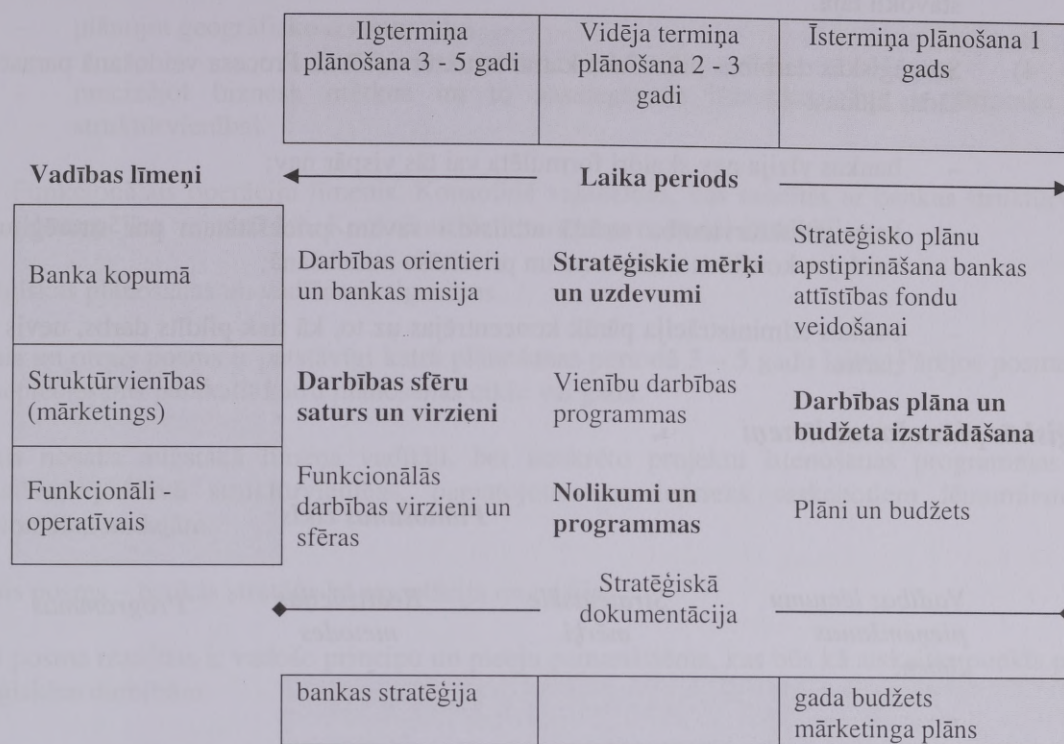 Ilgtermiņa
plānošana 3 - 5 gadi
Vidēja termiņa
plānošana 2 - 3
gadi
Īstermiņa plānošana 1
gads
Vadības līmeņi
Laika periods
Banka kopumā
Darbības orientieri
un bankas misija
Stratēģiskie mērķi
un uzdevumi
Stratēģisko plānu
apstiprināšana bankas
attīstības fondu
veidošanai
Struktūrvienības
(mārketings)
Darbības sfēru
saturs un virzieni
Vienību darbības
programmas
Darbības plāna un
budžeta izstrādāšana
Funkcionāli -
operatīvais
Funkcionālās
darbības virzieni un
sfēras
Nolikumi un
programmas
Plāni un budžets
Stratēģiskā
dokumentācija
bankas stratēģija
gada budžets
mārketinga plāns